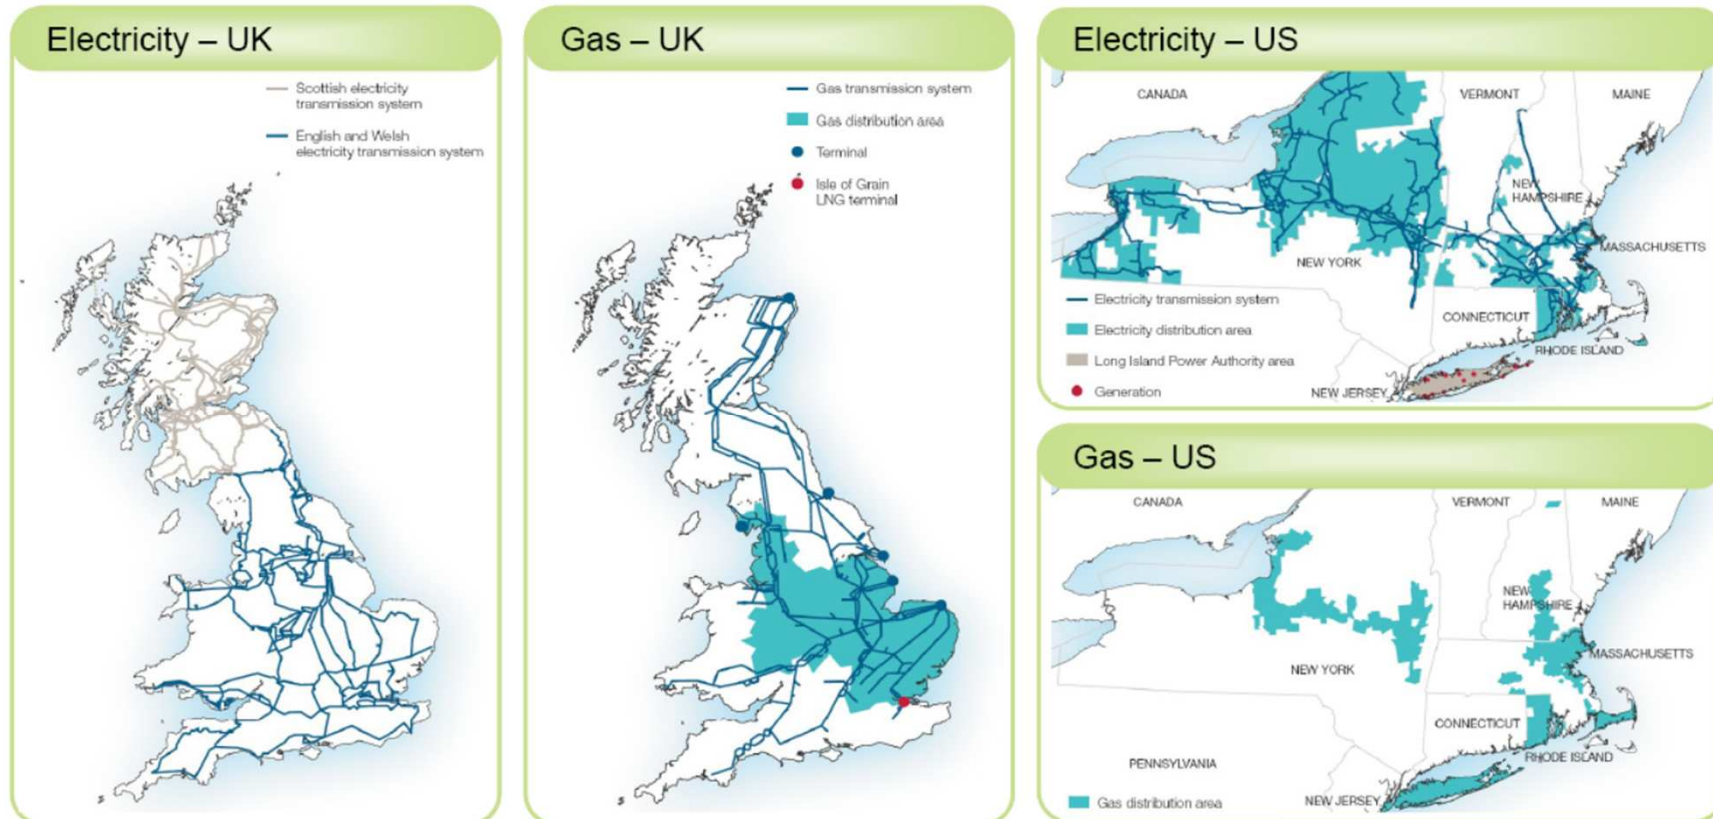 Electricity – UK
Scottish electricity
transmission system
English and Welsh
electricity transmission system
Gas – UK
Gas transmission system
Gas distribution area
Terminal
Isle of Grain
LNG terminal
Electricity – US
CANADA
VERMONT
MAINE
NEW
HAMPSHIRE
MASSACHUSETTS
NEW YORK
Electricity transmission system
CONNECTICUT
Electricity distribution area
RHODE ISLAND
Long Island Power Authority area
Generation
NEW JERSEY
Gas – US
CANADA
VERMONT
MAINE
NEW
HAMPSHIRE
MASSACHUSETTS
NEW YORK
CONNECTICUT
RHODE ISLAND
PENNSYLVANIA
Gas distribution area
NEW JERSEY